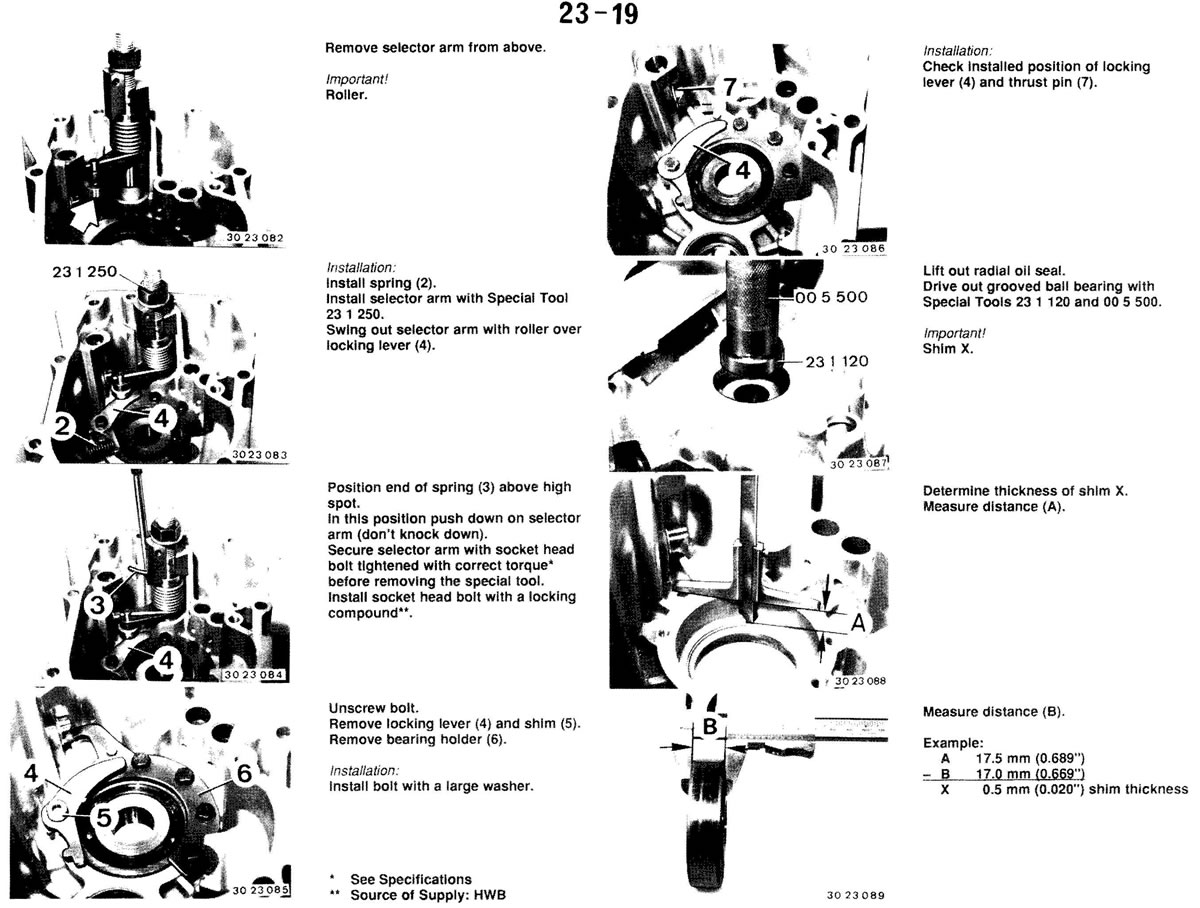 23-19
Remove selector arm from above.
Important!
Roller.
30 23 082
23 1 250
4
2
30 23 083
Installation:
Install spring (2).
Install selector arm with Special Tool
23 1 250.
Swing out selector arm with roller over
locking lever (4).
3
4
30 23 084
Position end of spring (3) above high
spot.
In this position push down on selector
arm (don't knock down).
Secure selector arm with socket head
bolt tightened with correct torque*
before removing the special tool.
Install socket head bolt with a locking
compound**.
4
6
5
30 23 085
Unscrew bolt.
Remove locking lever (4) and shim (5).
Remove bearing holder (6).
Installation:
Install bolt with a large washer.
* See Specifications
** Source of Supply: HWB
7
4
30 23 086
Installation:
Check installed position of locking
lever (4) and thrust pin (7).
00 5 500
23 1 120
30 23 087
Lift out radial oil seal.
Drive out grooved ball bearing with
Special Tools 23 1 120 and 00 5 500.
Important!
Shim X.
A
30 23 088
Determine thickness of shim X.
Measure distance (A).
B
30 23 089
Measure distance (B).
Example:
A 17.5 mm (0.689")
– B 17.0 mm (0.669")
X 0.5 mm (0.020") shim thickness